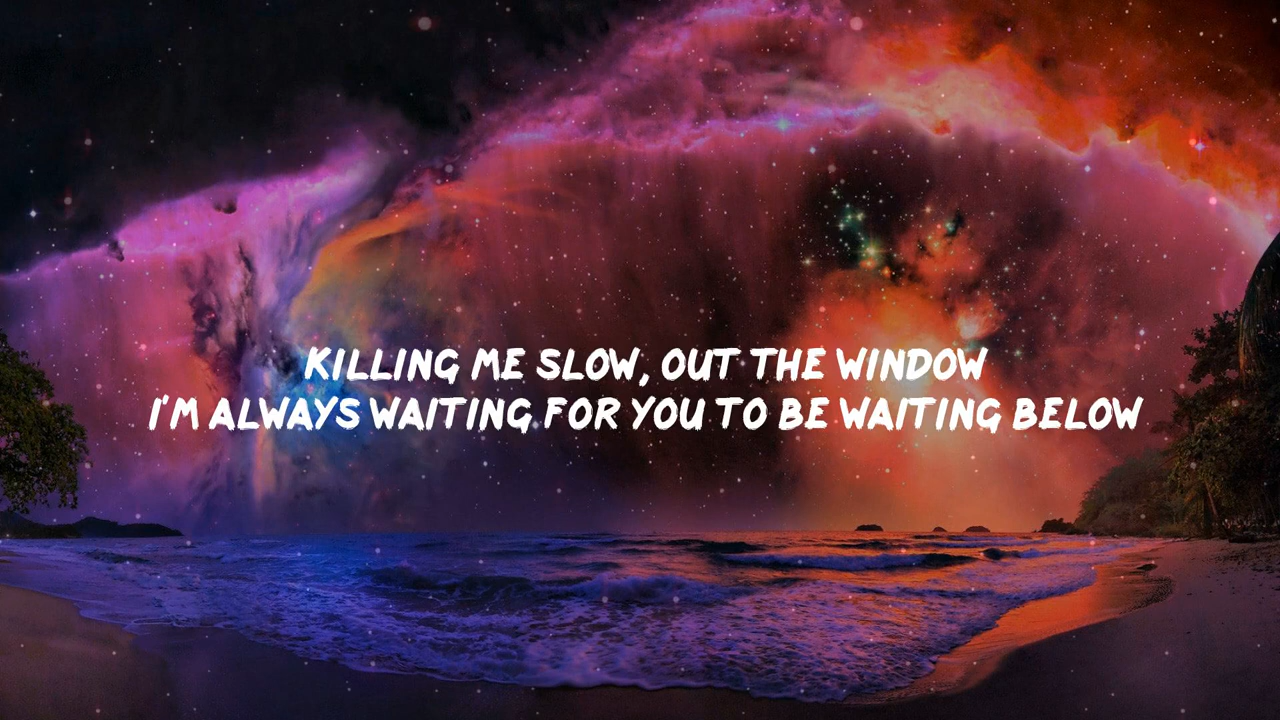 KILLING ME SLOW, OUT THE WINDOW
I'M ALWAYS WAITING FOR YOU TO BE WAITING BELOW